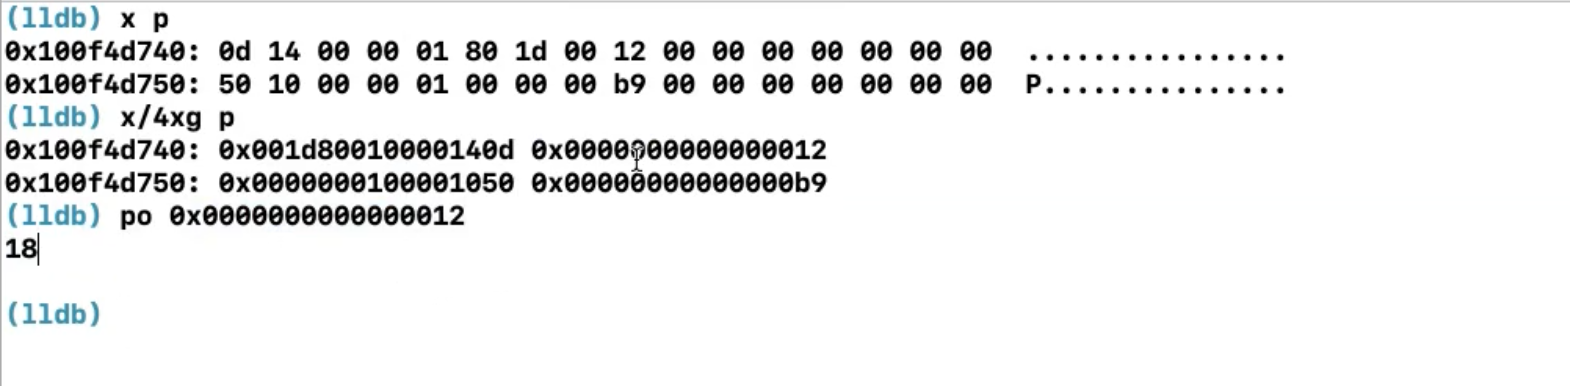 (lldb) x p
0x100f4d740: 0d 14 00 00 01 80 1d 00 12 00 00 00 00 00 00 00  ................
0x100f4d750: 50 10 00 00 01 00 00 00 b9 00 00 00 00 00 00 00  P...............
(lldb) x/4xg p
0x100f4d740: 0x001d80010000140d 0x0000000000000012
0x100f4d750: 0x0000000100001050 0x00000000000000b9
(lldb) po 0x0000000000000012
18
(lldb)